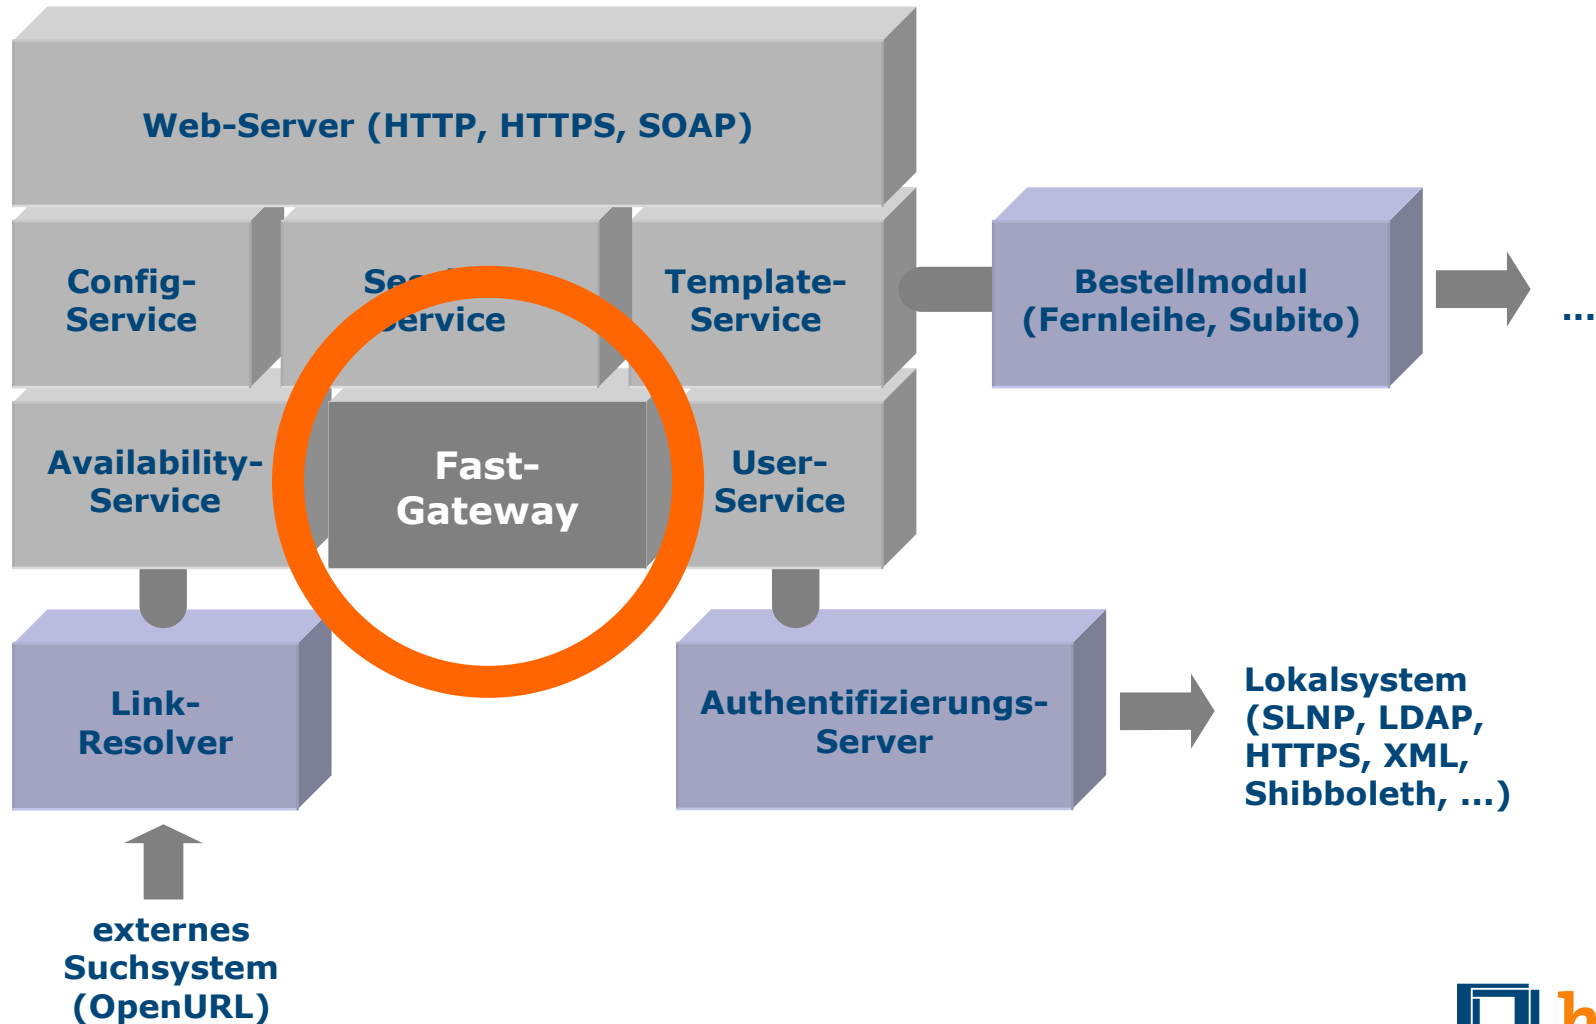 Web-Server (HTTP, HTTPS, SOAP)
Config-
Service
Service
Template-
Service
Bestellmodul
(Fernleihe, Subito)
...
Availability-
Service
Fast-
Gateway
User-
Service
Link-
Resolver
Authentifizierungs-
Server
Lokalsystem
(SLNP, LDAP,
HTTPS, XML,
Shibboleth, ...)
externes
Suchsystem
(OpenURL)